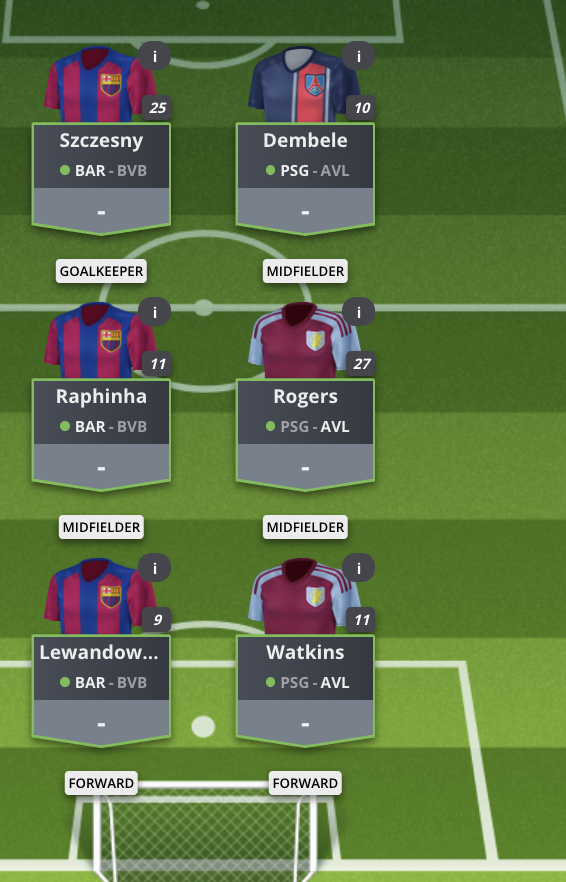 i
i
25
10
Szczesny
Dembele
BAR - BVB
PSG - AVL
-
-
GOALKEEPER
MIDFIELDER
i
i
11
27
Raphinha
Rogers
BAR - BVB
PSG - AVL
-
-
MIDFIELDER
MIDFIELDER
i
i
9
11
Lewandow...
Watkins
BAR - BVB
PSG - AVL
-
-
FORWARD
FORWARD